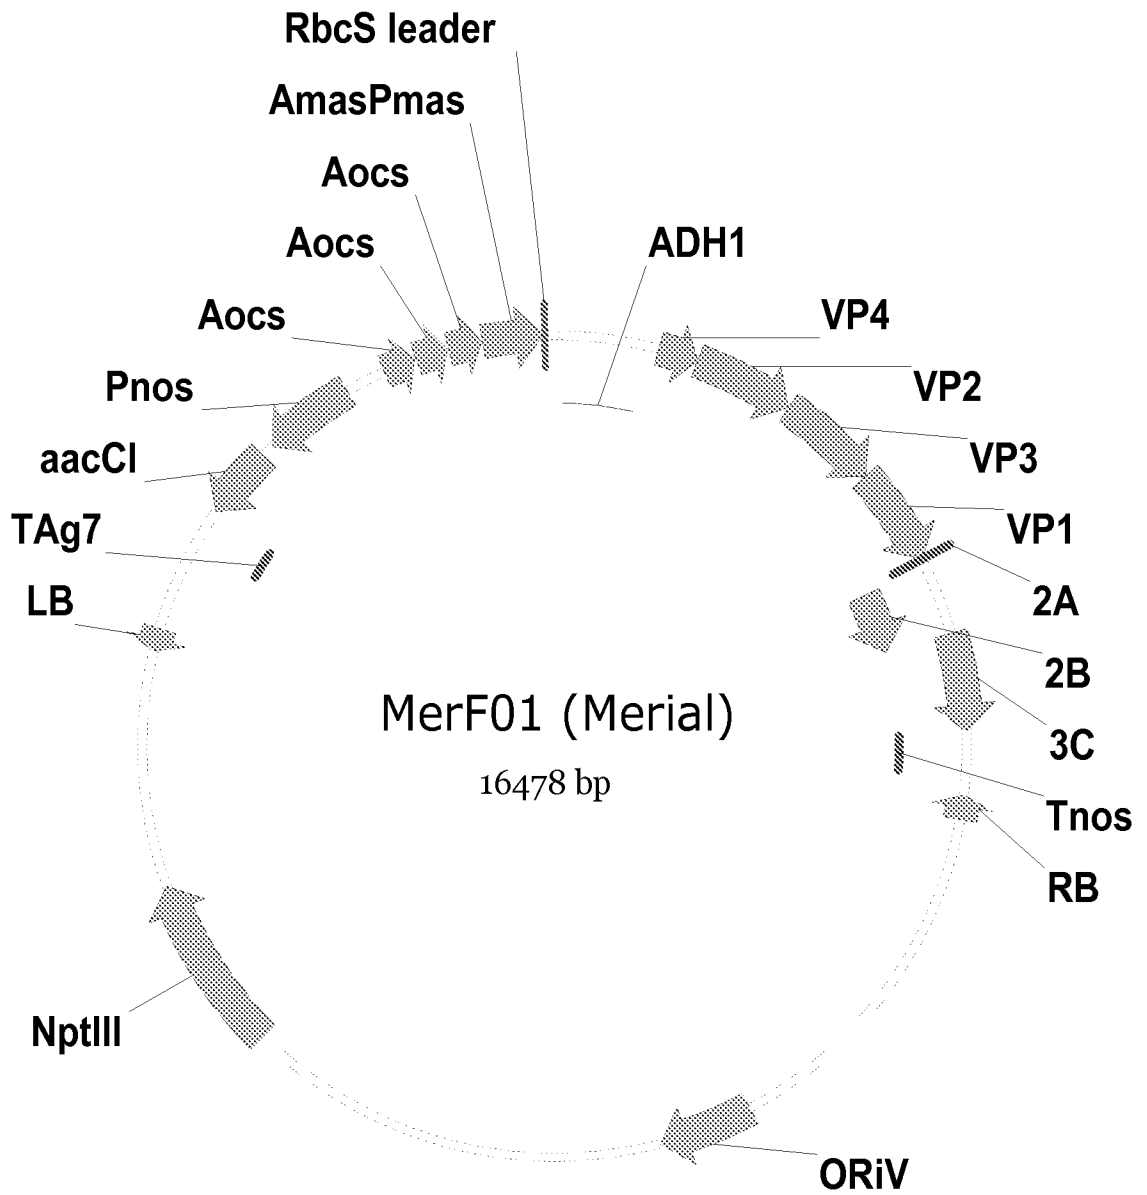 RbcS leader
AmasPmas
Aocs
Aocs
Aocs
Pnos
aacCI
TAg7
LB
ADH1
VP4
VP2
VP3
VP1
2A
2B
3C
Tnos
RB
MerF01 (Merial)
16478 bp
NptIII
ORiV